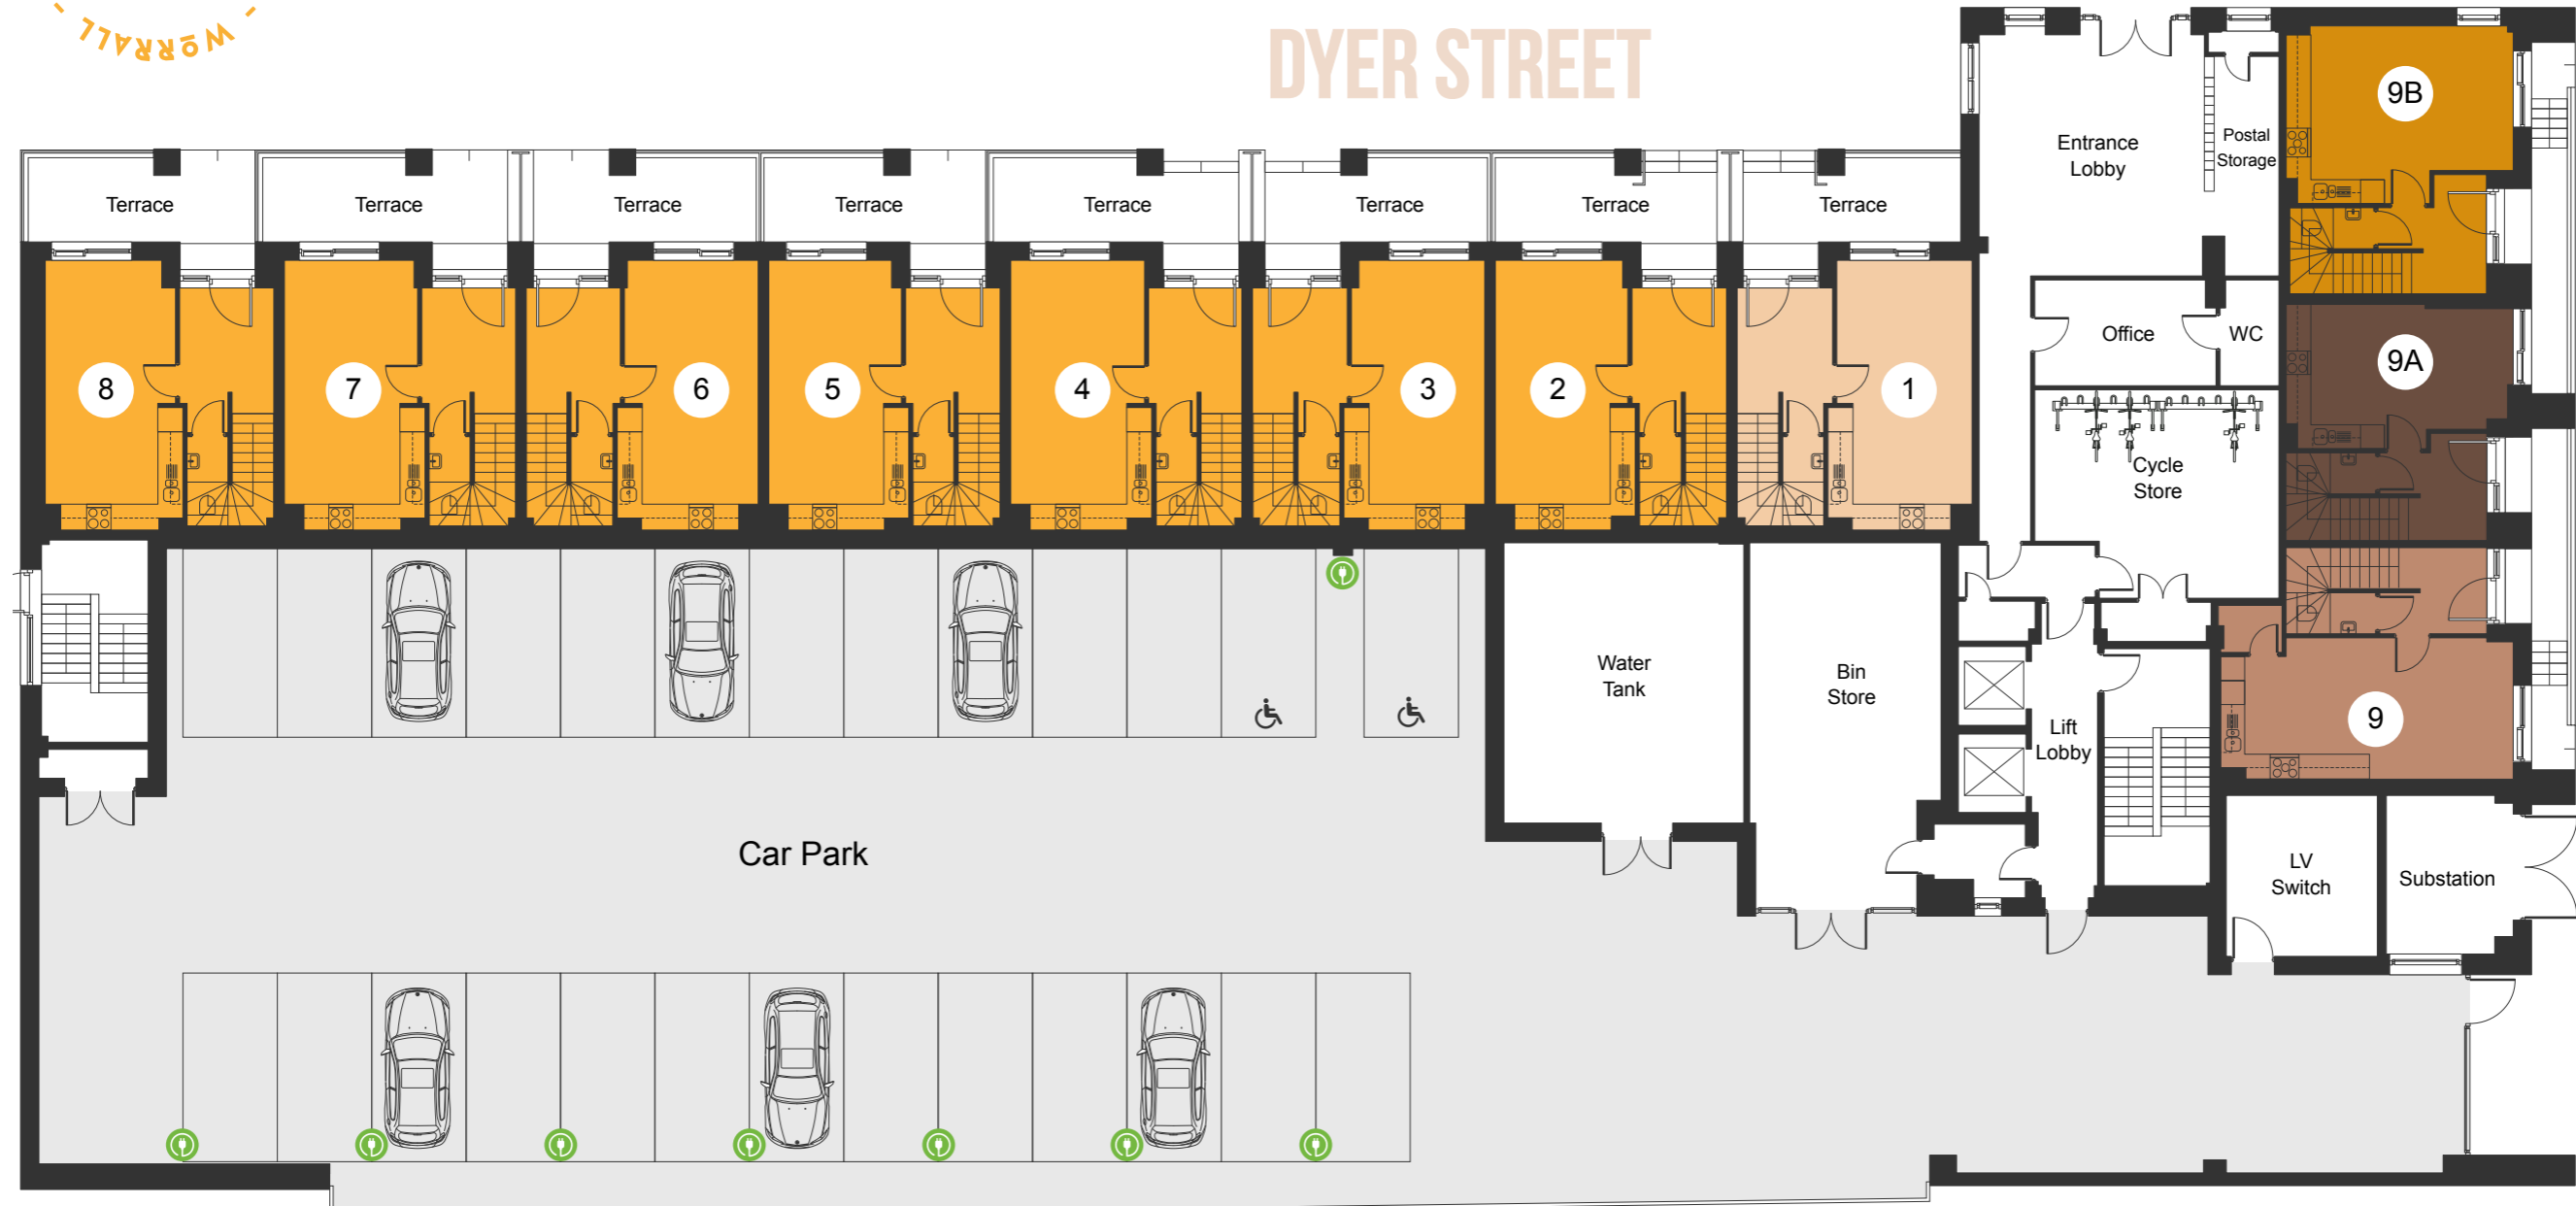 WORRALL
DYER STREET
Terrace
Terrace
Terrace
Terrace
Terrace
Terrace
Terrace
Terrace
Entrance
Lobby
Postal
Storage
9B
8
7
6
5
4
3
2
1
Office
WC
9A
Cycle
Store
Water
Tank
Bin
Store
Lift
Lobby
9
Car Park
LV
Switch
Substation